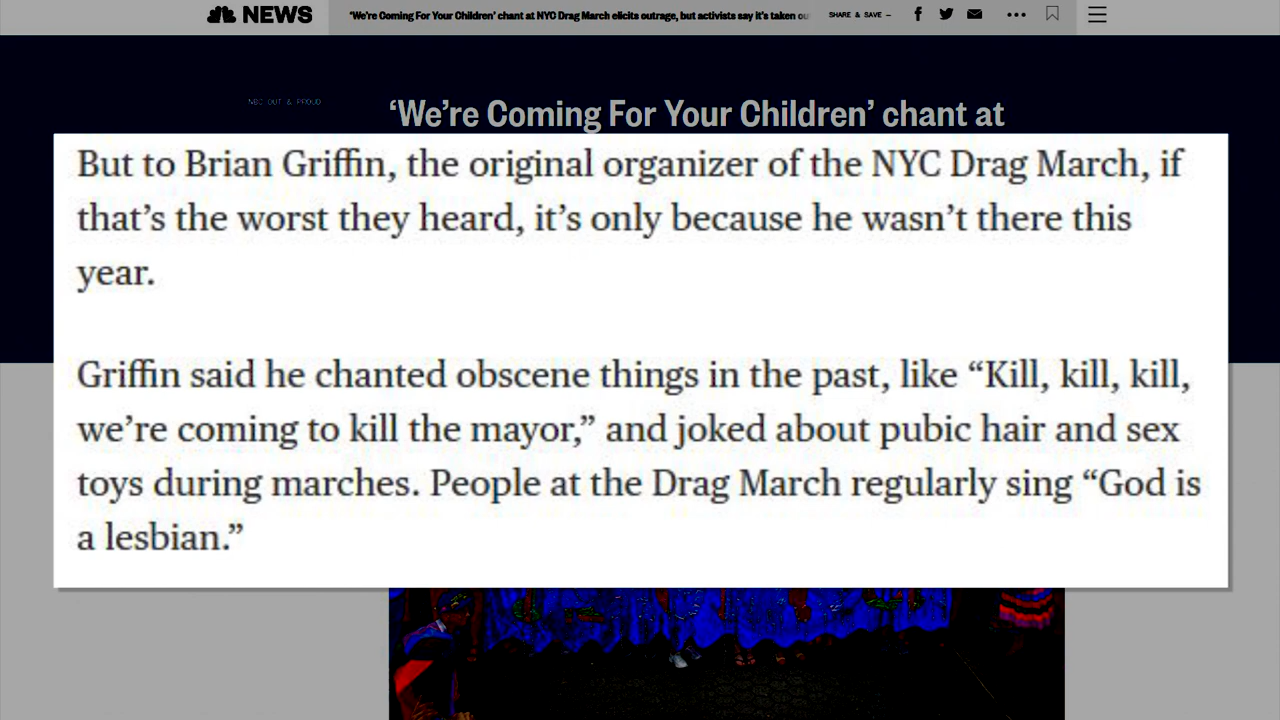 NEWS
‘We’re Coming For Your Children’ chant at NYC Drag March elicits outrage, but activists say it’s taken
SHARE & SAVE —
NBC OUT & PROUD
‘We’re Coming For Your Children’ chant at
But to Brian Griffin, the original organizer of the NYC Drag March, if
that’s the worst they heard, it’s only because he wasn’t there this
year.
Griffin said he chanted obscene things in the past, like “Kill, kill, kill,
we’re coming to kill the mayor,” and joked about pubic hair and sex
toys during marches. People at the Drag March regularly sing “God is
a lesbian.”